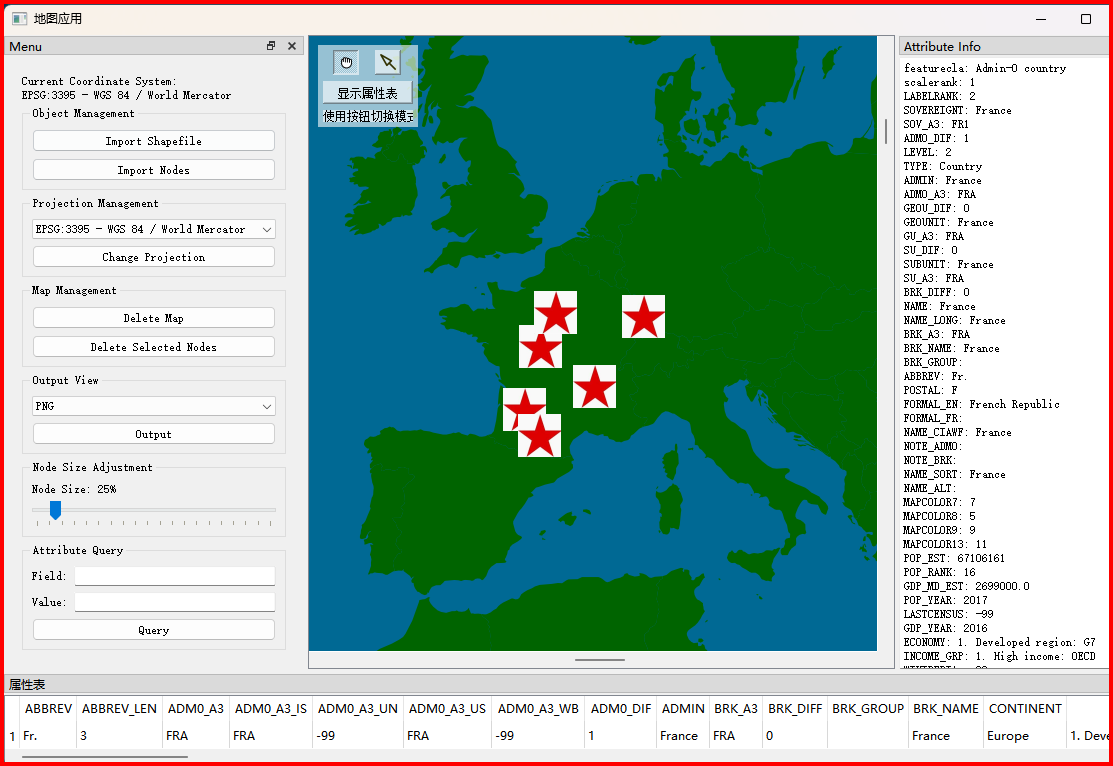 地图应用
Menu
Current Coordinate System:
EPSG:3395 - WGS 84 / World Mercator
Object Management
Import Shapefile
Import Nodes
Projection Management
EPSG:3395 - WGS 84 / World Mercator
Change Projection
Map Management
Delete Map
Delete Selected Nodes
Output View
PNG
Output
Node Size Adjustment
Node Size: 25%
Attribute Query
Field:
Value:
Query
显示属性表
使用按钮切换模式
Attribute Info
featurecla: Admin-0 country
scalerank: 1
LABELRANK: 2
SOVEREIGNT: France
SOV_A3: FR1
ADM0_DIF: 1
LEVEL: 2
TYPE: Country
ADMIN: France
ADM0_A3: FRA
GEOU_DIF: 0
GEOUNIT: France
GU_A3: FRA
SU_DIF: 0
SUBUNIT: France
SU_A3: FRA
BRK_DIFF: 0
NAME: France
NAME_LONG: France
BRK_A3: FRA
BRK_NAME: France
BRK_GROUP:
ABBREV: Fr.
POSTAL: F
FORMAL_EN: French Republic
FORMAL_FR:
NAME_CIAWF: France
NOTE_ADM0:
NOTE_BRK:
NAME_SORT: France
NAME_ALT:
MAPCOLOR7: 7
MAPCOLOR8: 5
MAPCOLOR9: 9
MAPCOLOR13: 11
POP_EST: 67106161
POP_RANK: 16
GDP_MD_EST: 2699000.0
POP_YEAR: 2017
LASTCENSUS: -99
GDP_YEAR: 2016
ECONOMY: 1. Developed region: G7
INCOME_GRP: 1. High income: OECD
属性表
ABBREV ABBREV_LEN ADM0_A3 ADM0_A3_IS ADM0_A3_UN ADM0_A3_US ADM0_A3_WB ADM0_DIF ADMIN BRK_A3 BRK_DIFF BRK_GROUP BRK_NAME CONTINENT
1 Fr. 3 FRA FRA -99 FRA -99 1 France FRA 0 France Europe 1. Deve